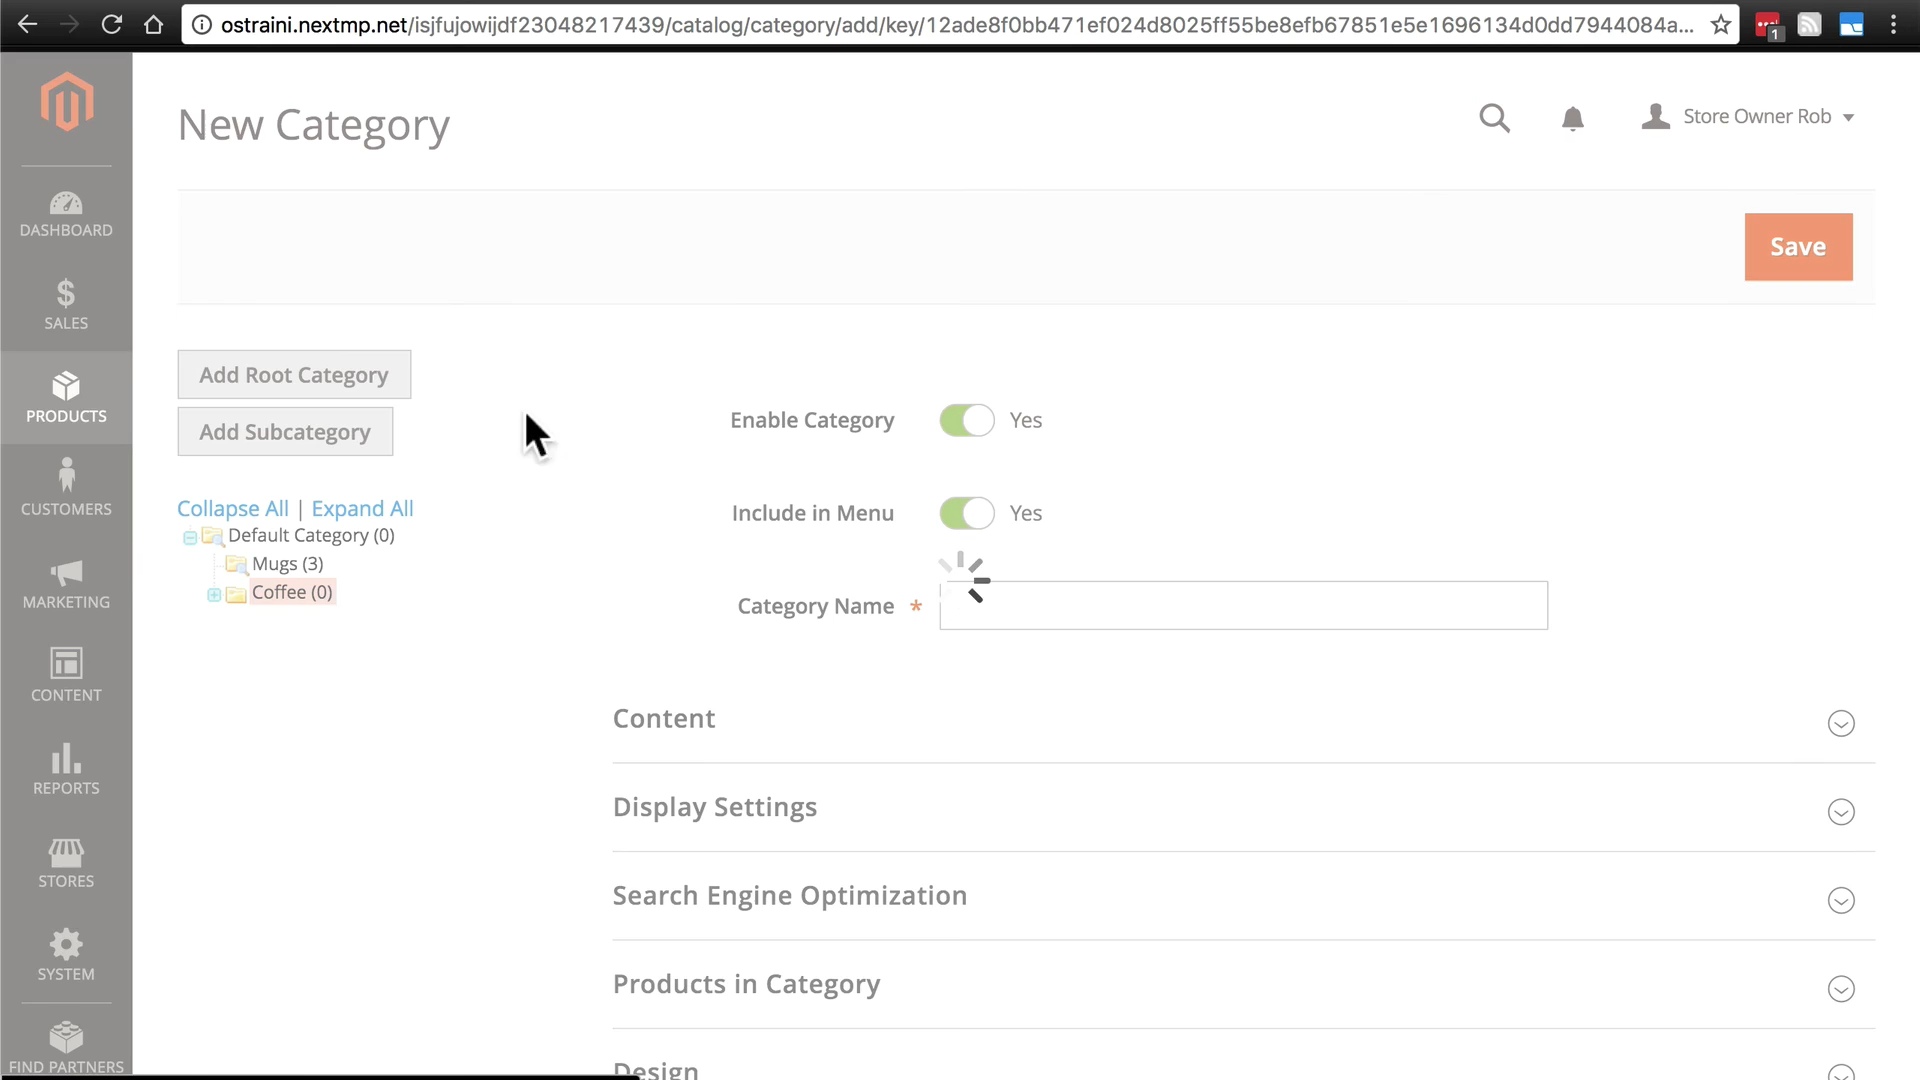 ostraini.nextmp.net/isjfujowijdf23048217439/catalog/category/add/key/12ade8f0bb471ef024d8025ff55be8efb67851e5e1696134d0dd7944084a...
1
New Category
Store Owner Rob
DASHBOARD
SALES
PRODUCTS
CUSTOMERS
MARKETING
CONTENT
REPORTS
STORES
SYSTEM
FIND PARTNERS
Save
Add Root Category
Add Subcategory
Collapse All | Expand All
Default Category (0)
Mugs (3)
Coffee (0)
Enable Category Yes
Include in Menu Yes
Category Name *
Content
Display Settings
Search Engine Optimization
Products in Category
Design